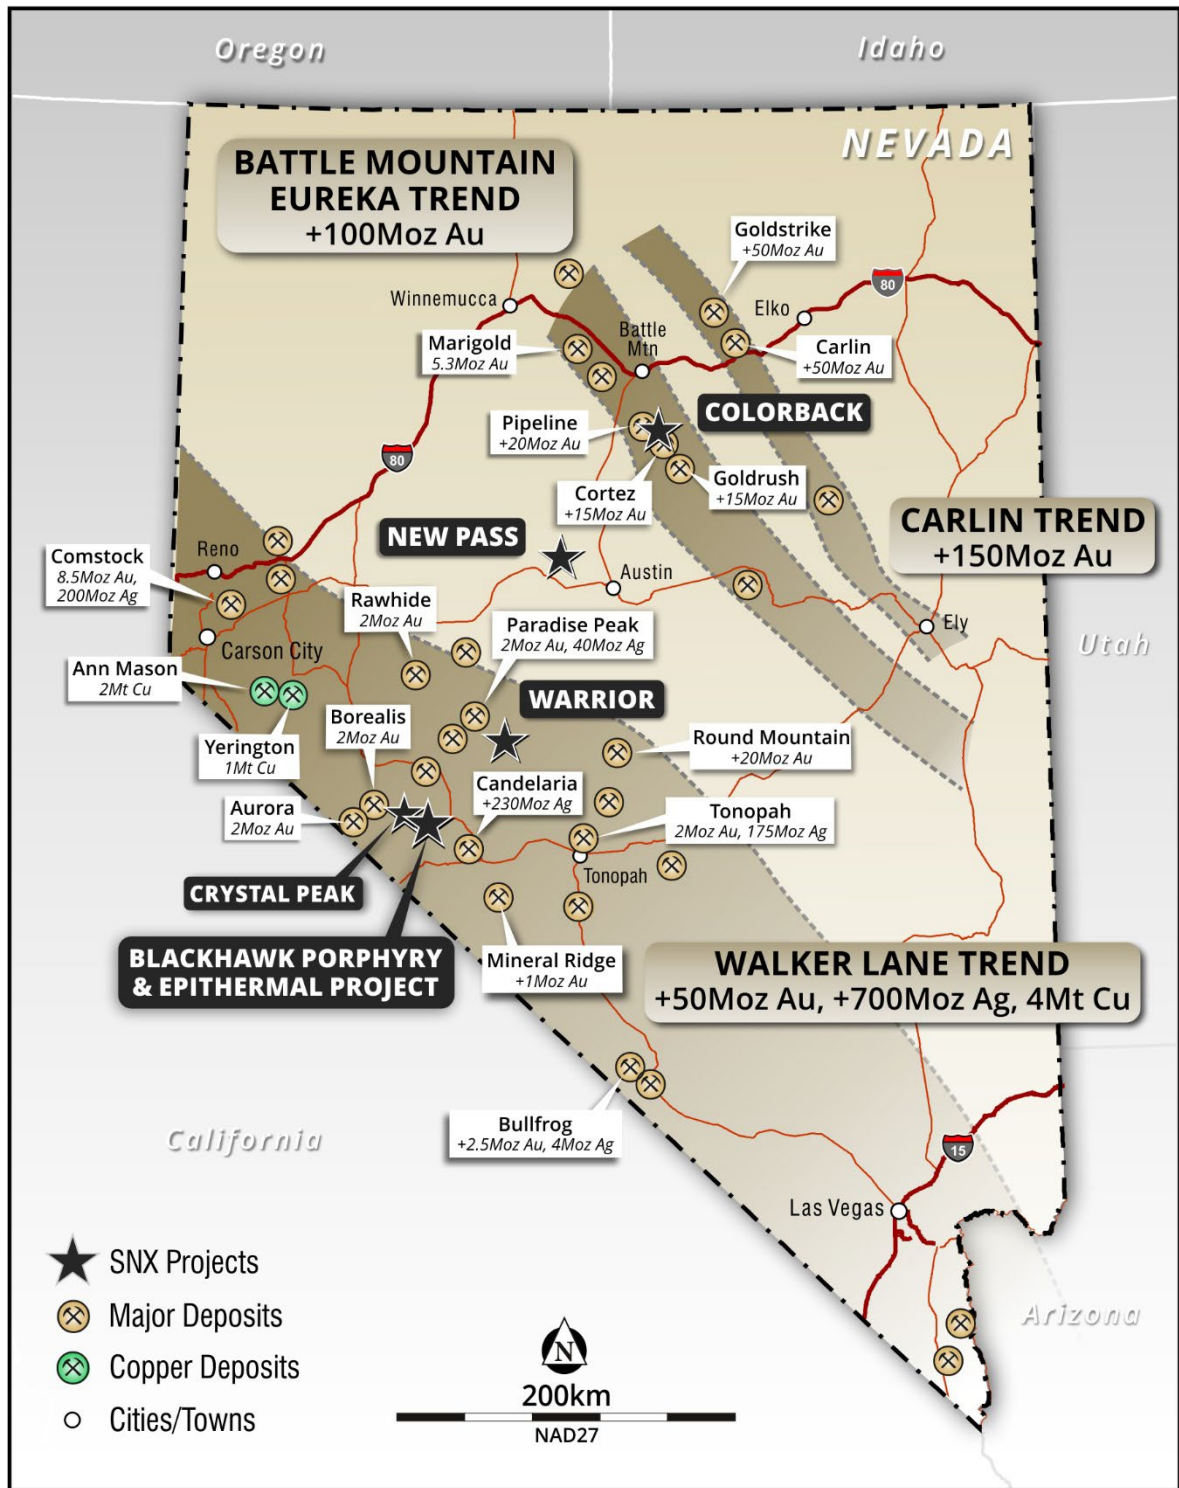 Oregon
Idaho
NEVADA
BATTLE MOUNTAIN
EUREKA TREND
+100Moz Au
Goldstrike
+50Moz Au
80
Winnemucca
Elko
Battle
Mtn
Marigold
5.3Moz Au
Carlin
+50Moz Au
COLORBACK
Pipeline
+20Moz Au
80
Goldrush
+15Moz Au
Cortez
+15Moz Au
CARLIN TREND
+150Moz Au
NEW PASS
Reno
Comstock
8.5Moz Au,
200Moz Ag
Austin
Rawhide
2Moz Au
Paradise Peak
2Moz Au, 40Moz Ag
Ely
Utah
Carson City
Ann Mason
2Mt Cu
WARRIOR
Borealis
2Moz Au
Yerington
1Mt Cu
Round Mountain
+20Moz Au
Candelaria
+230Moz Ag
Aurora
2Moz Au
Tonopah
2Moz Au, 175Moz Ag
Tonopah
CRYSTAL PEAK
BLACKHAWK PORPHYRY
& EPITHERMAL PROJECT
Mineral Ridge
+1Moz Au
WALKER LANE TREND
+50Moz Au, +700Moz Ag, 4Mt Cu
Bullfrog
+2.5Moz Au, 4Moz Ag
California
15
Las Vegas
Arizona
SNX Projects
Major Deposits
Copper Deposits
Cities/Towns
N
200km
NAD27